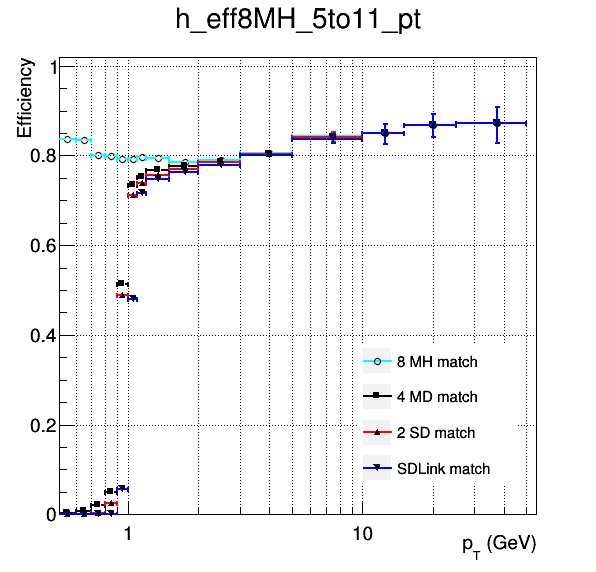 h_eff8MH_5to11_pt
Efficiency
1
0.8
0.6
0.4
0.2
0
8 MH match
4 MD match
2 SD match
SDLink match
1
10
p_T (GeV)